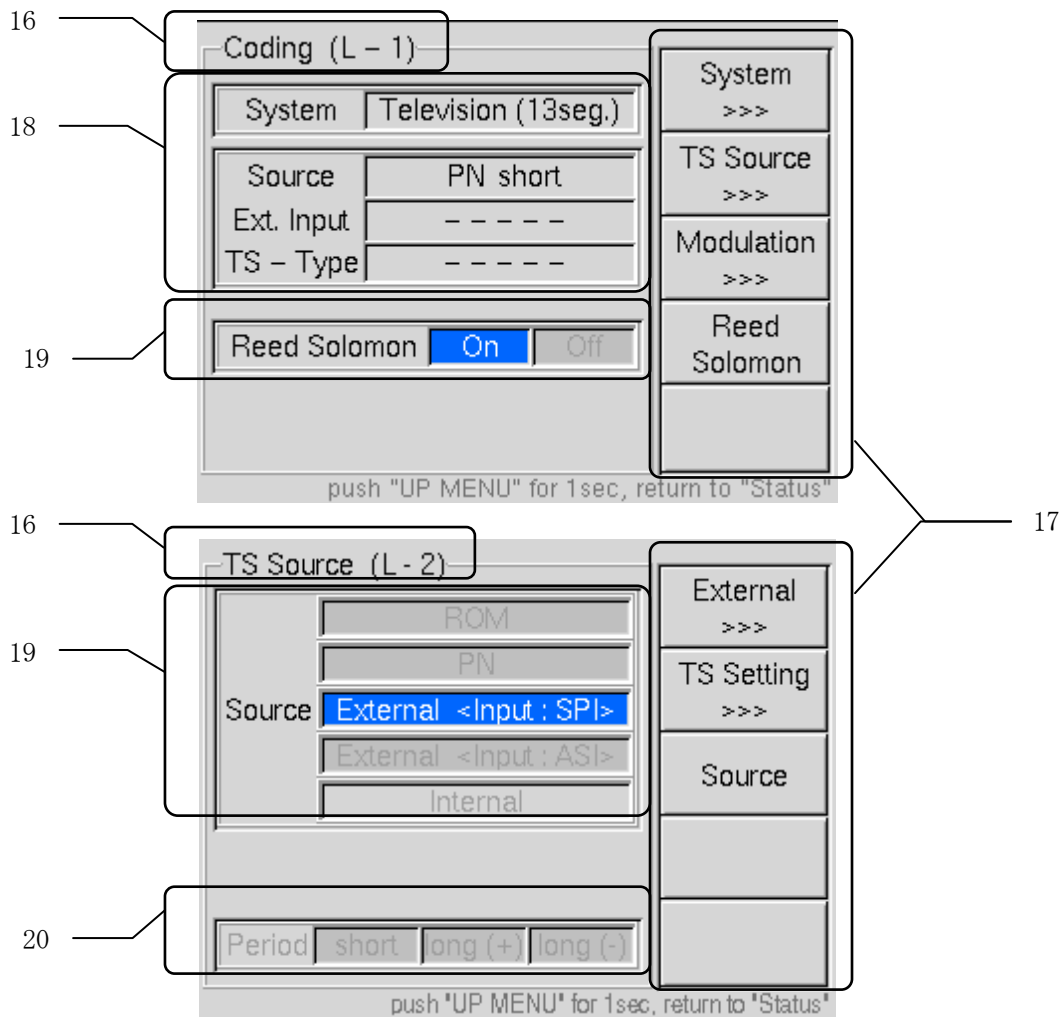 16
Coding (L – 1)
18
System Television (13seg.)
Source PN short
Ext. Input – – – – –
TS – Type – – – – –
19
Reed Solomon On Off
System
>>>
TS Source
>>>
Modulation
>>>
Reed
Solomon
push "UP MENU" for 1sec, return to "Status"
17
16
TS Source (L - 2)
19
Source
ROM
PN
External <Input : SPI>
External <Input : ASI>
Internal
External
>>>
TS Setting
>>>
Source
20
Period short long (+) long (-)
push "UP MENU" for 1sec, return to "Status"